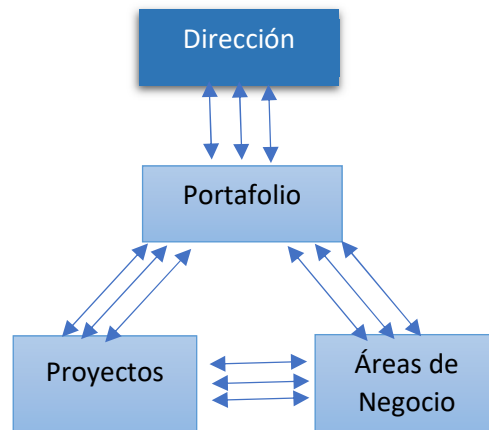 Dirección
Portafolio
Proyectos
Áreas de
Negocio